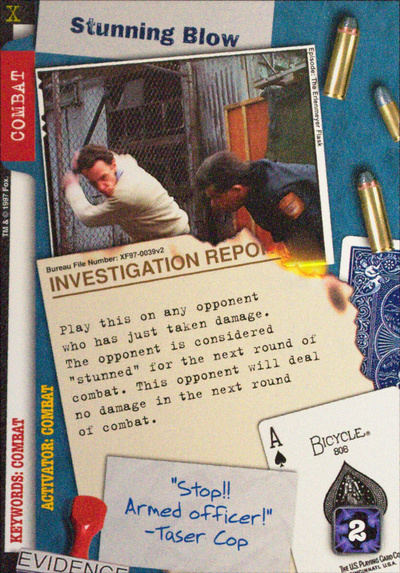 X
Stunning Blow
COMBAT
Episode: The Erlenmeyer Flask
TM & © 1997 Fox.
Bureau File Number: XF97-0039v2
INVESTIGATION REPO
Play this on any opponent
who has just taken damage.
The opponent is considered
"stunned" for the next round of
combat. This opponent will deal
no damage in the next round
of combat.
KEYWORDS: COMBAT
ACTIVATOR: COMBAT
A
BICYCLE®
808
"Stop!!
Armed officer!"
-Taser Cop
2
THE U.S. PLAYING CARD CO
CINCINNATI, U.S.A.
EVIDENCE